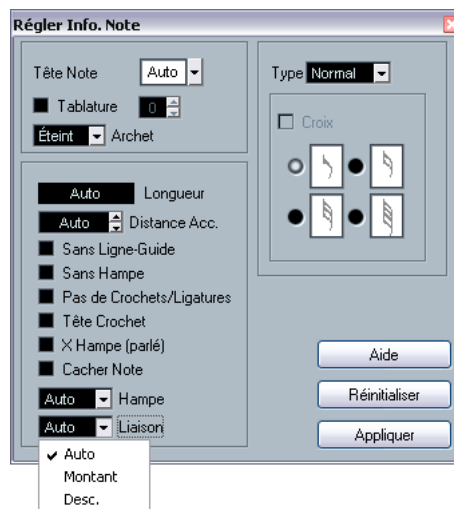 Régler Info. Note
Tête Note Auto
Tablature 0
Éteint Archet
Type Normal
Croix
Auto Longueur
Auto Distance Acc.
Sans Ligne-Guide
Sans Hampe
Pas de Crochets/Ligatures
Tête Crochet
X Hampe (parlé)
Cacher Note
Auto Hampe
Auto Liaison
Auto
Montant
Desc.
Aide
Réinitialiser
Appliquer